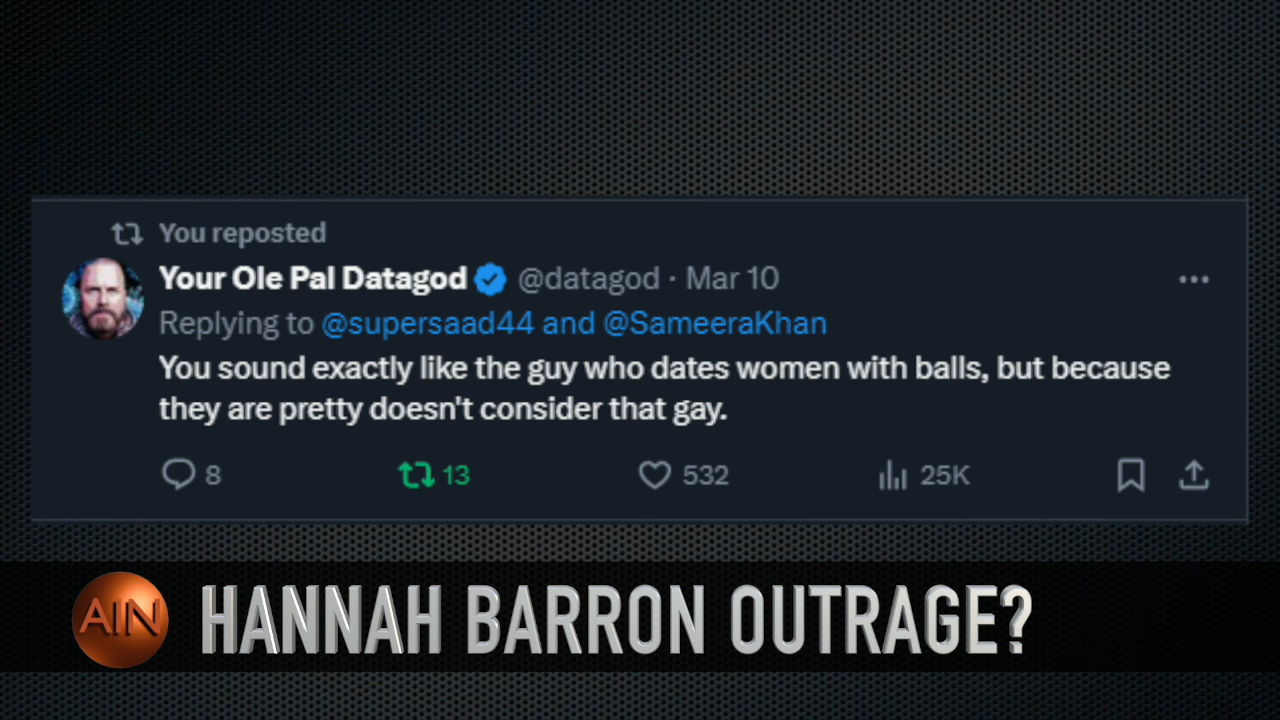 You reposted
Your Ole Pal Datagod @datagod · Mar 10
Replying to @supersaad44 and @SameeraKhan
You sound exactly like the guy who dates women with balls, but because
they are pretty doesn't consider that gay.
8 13 532 25K
AIN HANNAH BARRON OUTRAGE?